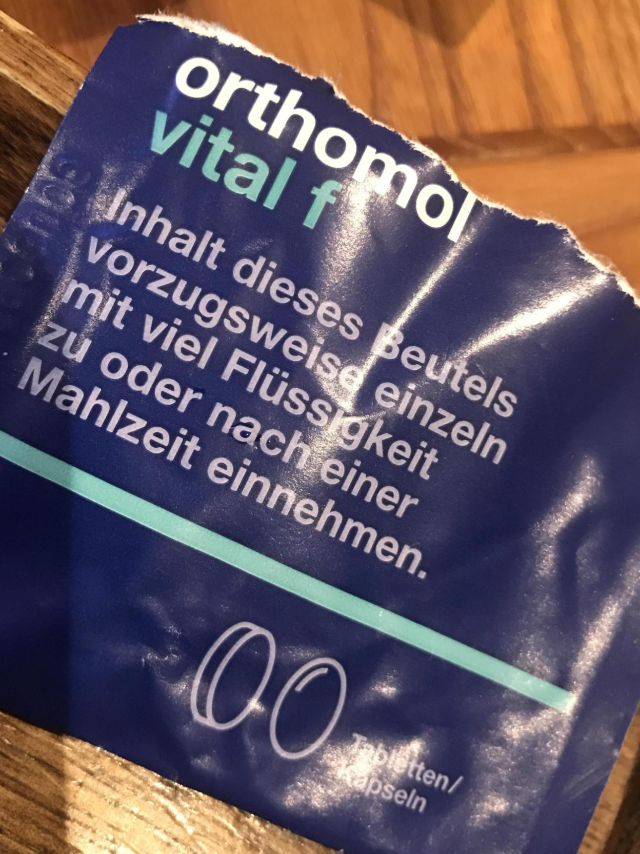 orthomol
vital f
Inhalt dieses Beutels
vorzugsweise einzeln
mit viel Flüssigkeit
zu oder nach einer
Mahlzeit einnehmen.
Tabletten/
Kapseln